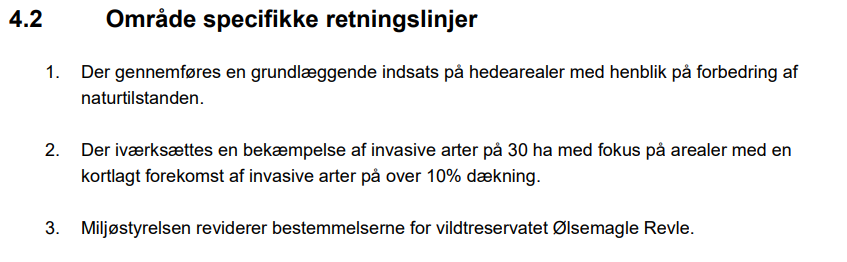 4.2 Område specifikke retningslinjer
1. Der gennemføres en grundlæggende indsats på hedearealer med henblik på forbedring af
naturtilstanden.
2. Der iværksættes en bekæmpelse af invasive arter på 30 ha med fokus på arealer med en
kortlagt forekomst af invasive arter på over 10% dækning.
3. Miljøstyrelsen reviderer bestemmelserne for vildtreservatet Ølsemagle Revle.